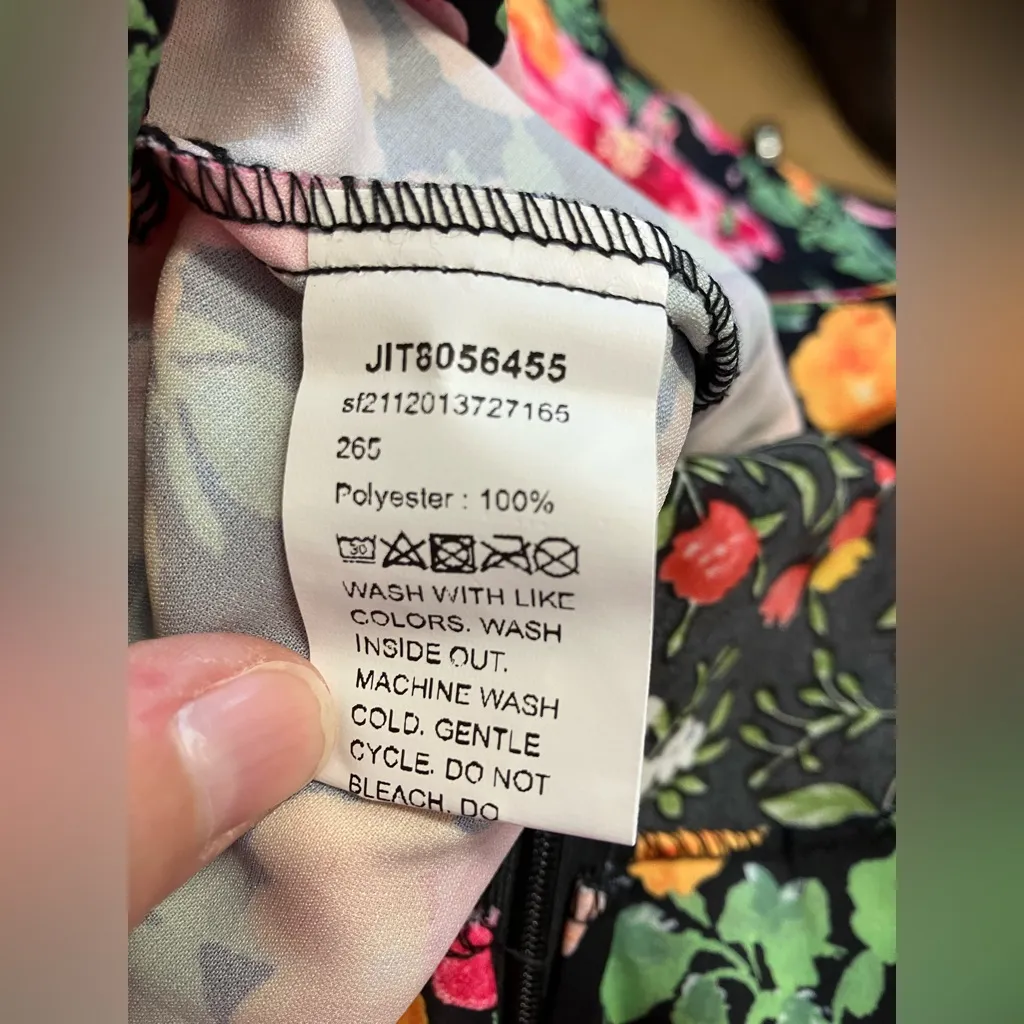 JIT8056455
sf2112013727165
265
Polyester : 100%
30
WASH WITH LIKE
COLORS. WASH
INSIDE OUT.
MACHINE WASH
COLD. GENTLE
CYCLE. DO NOT
BLEACH. DO